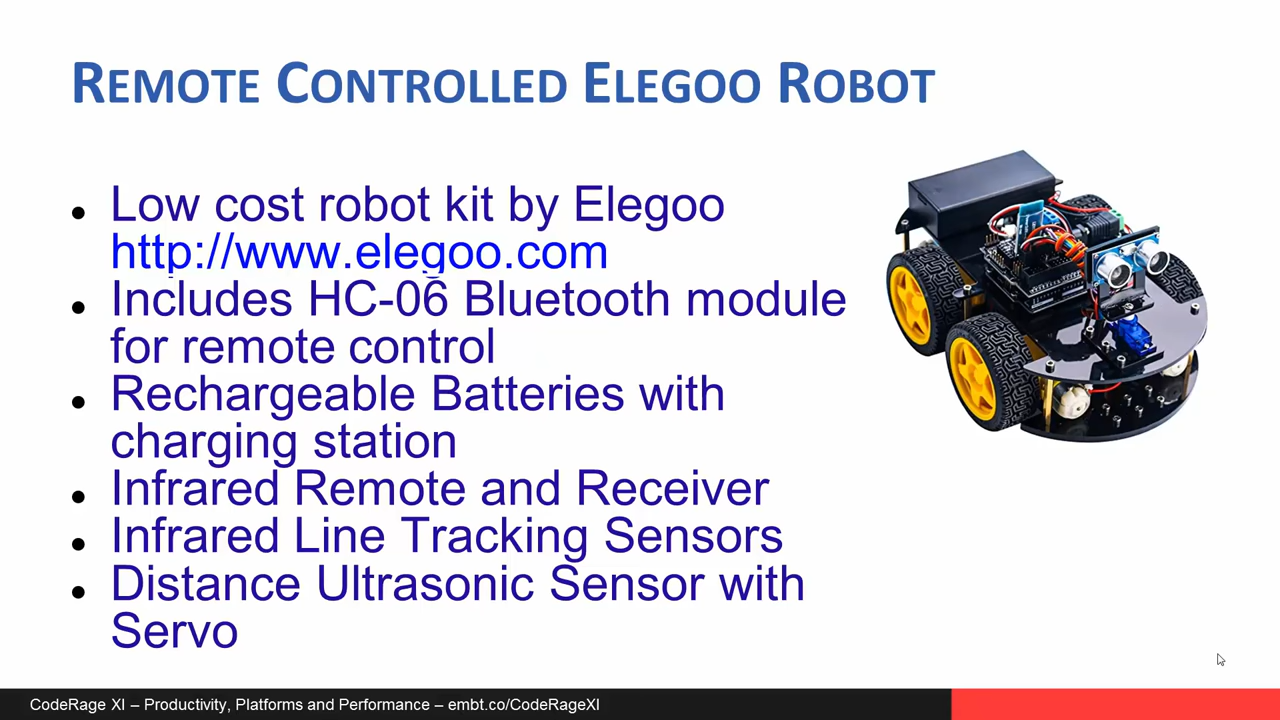 REMOTE CONTROLLED ELEGOO ROBOT
Low cost robot kit by Elegoo
http://www.elegoo.com
Includes HC-06 Bluetooth module
for remote control
Rechargeable Batteries with
charging station
Infrared Remote and Receiver
Infrared Line Tracking Sensors
Distance Ultrasonic Sensor with
Servo
CodeRage XI – Productivity, Platforms and Performance – embt.co/CodeRageXI